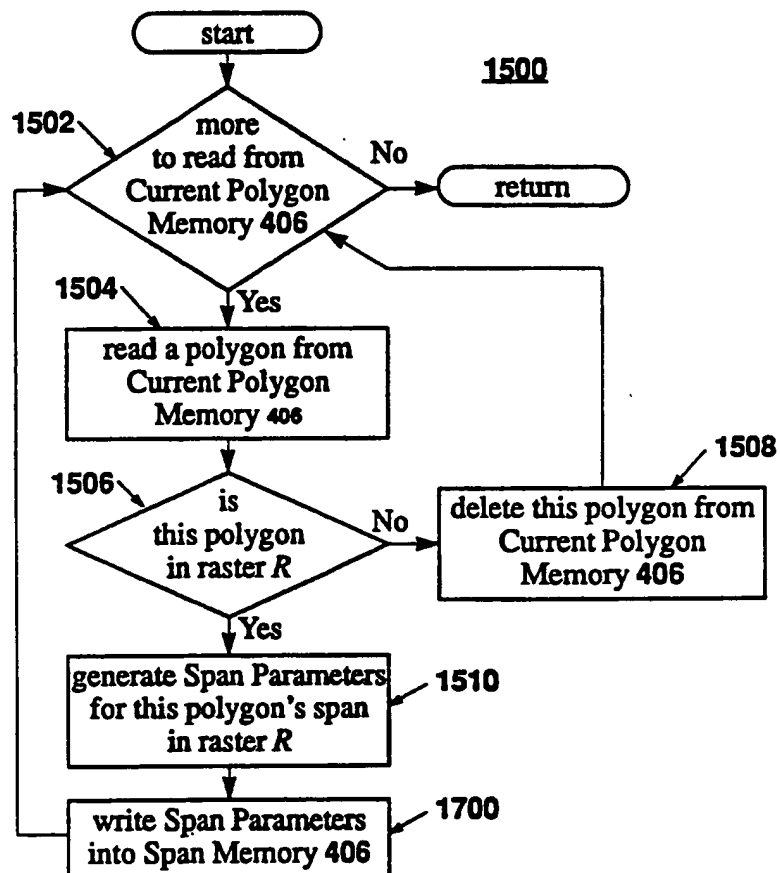 start
1500
1502
more
to read from
Current Polygon
Memory 406
No
return
Yes
1504
read a polygon from
Current Polygon
Memory 406
1506
is
this polygon
in raster R
No
1508
delete this polygon from
Current Polygon
Memory 406
Yes
generate Span Parameters
for this polygon's span
in raster R
1510
write Span Parameters
into Span Memory 406
1700